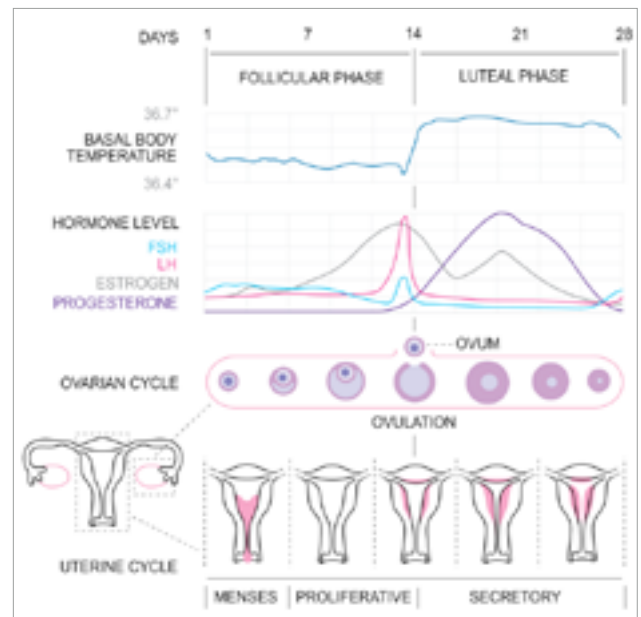 DAYS 1 7 14 21 28
FOLLICULAR PHASE LUTEAL PHASE
36.7°
BASAL BODY
TEMPERATURE
36.4°
HORMONE LEVEL
FSH
LH
ESTROGEN
PROGESTERONE
OVUM
OVARIAN CYCLE
OVULATION
UTERINE CYCLE
MENSES PROLIFERATIVE SECRETORY